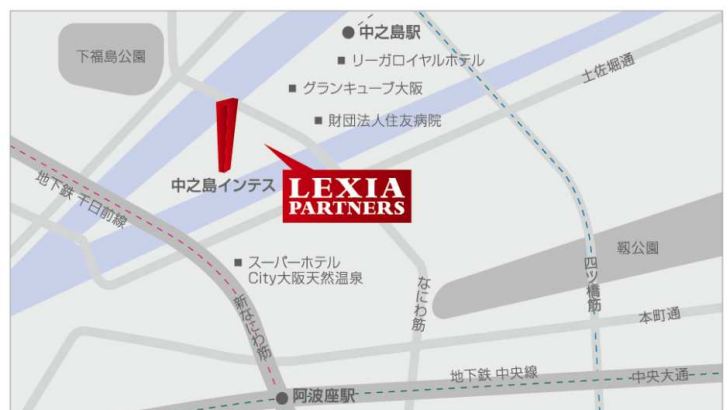 中之島駅
下福島公園
リーガロイヤルホテル
土佐堀通
グランキューブ大阪
財団法人住友病院
中之島インテス
LEXIA
PARTNERS
地下鉄 千日前線
スーパーホテル
City大阪天然温泉
靱公園
四ツ橋筋
なにわ筋
新なにわ筋
本町通
地下鉄 中央線
中央大通
阿波座駅